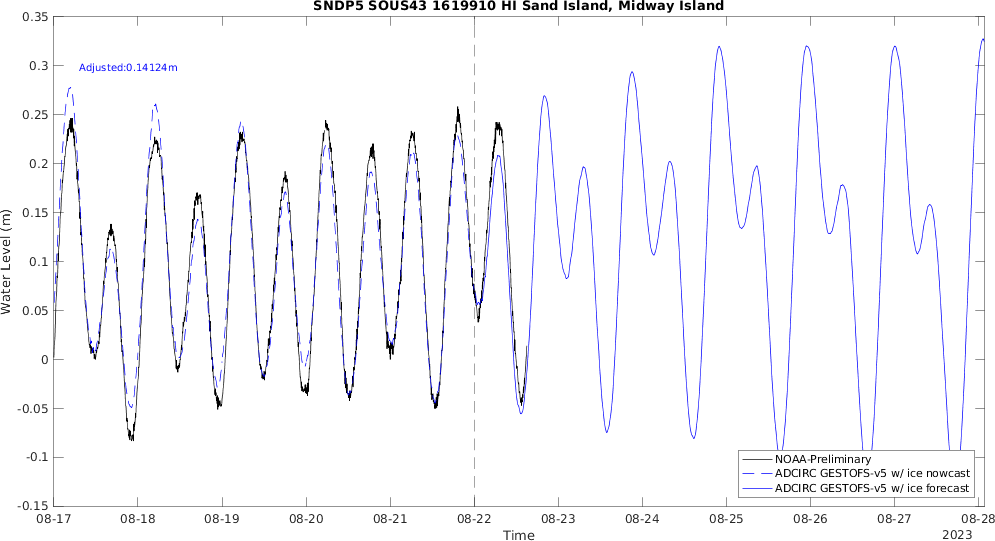 SNDP5 SOUS43 1619910 HI Sand Island, Midway Island
0.35
0.3
0.25
0.2
0.15
0.1
0.05
0
-0.05
-0.1
-0.15
Water Level (m)
Adjusted:0.14124m
NOAA-Preliminary
ADCIRC GESTOFS-v5 w/ ice nowcast
ADCIRC GESTOFS-v5 w/ ice forecast
08-17 08-18 08-19 08-20 08-21 08-22 08-23 08-24 08-25 08-26 08-27 08-28
Time
2023